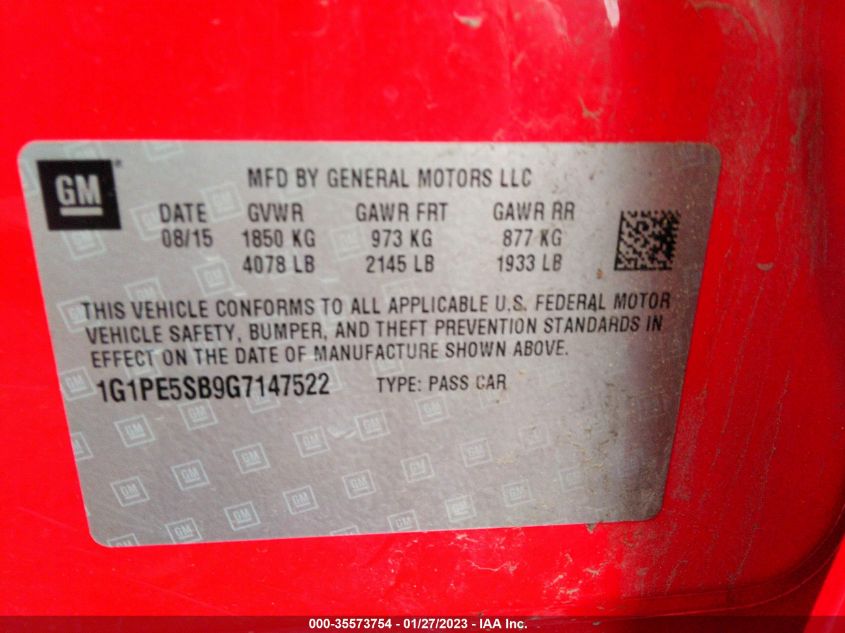 GM®
MFD BY GENERAL MOTORS LLC
DATE GVWR GAWR FRT GAWR RR
08/15 1850 KG 973 KG 877 KG
4078 LB 2145 LB 1933 LB
THIS VEHICLE CONFORMS TO ALL APPLICABLE U.S. FEDERAL MOTOR
VEHICLE SAFETY, BUMPER, AND THEFT PREVENTION STANDARDS IN
EFFECT ON THE DATE OF MANUFACTURE SHOWN ABOVE.
1G1PE5SB9G7147522 TYPE: PASS CAR
000-35573754 - 01/27/2023 - IAA Inc.